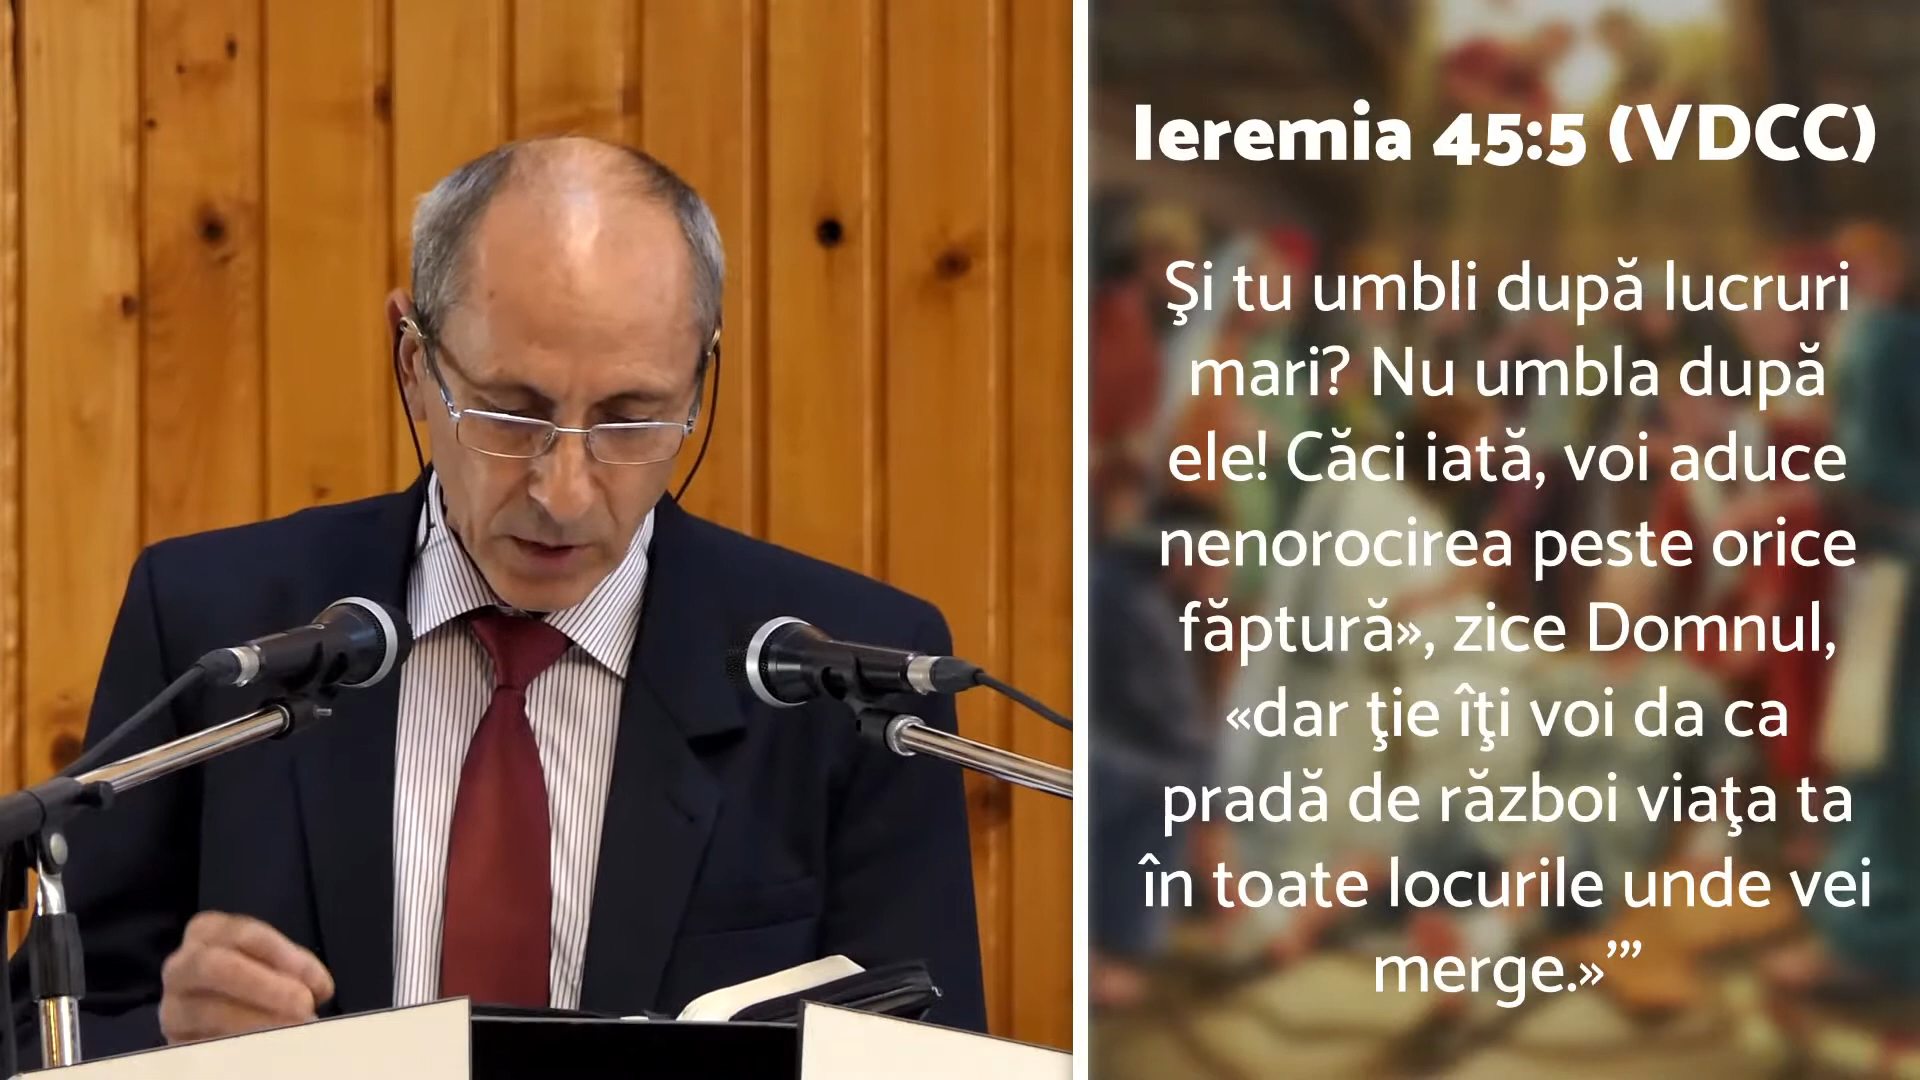 Ieremia 45:5 (VDCC)
Şi tu umbli după lucruri
mari? Nu umbla după
ele! Căci iată, voi aduce
nenorocirea peste orice
făptură», zice Domnul,
«dar ţie îţi voi da ca
pradă de război viaţa ta
în toate locurile unde vei
merge.»’”